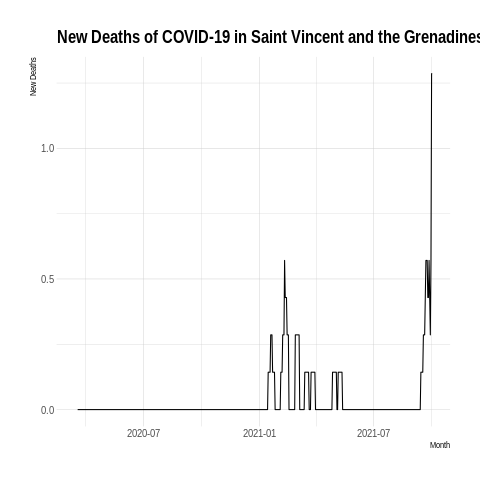 New Deaths of COVID-19 in Saint Vincent and the Grenadines
New Deaths
1.0
0.5
0.0
2020-07
2021-01
2021-07
Month